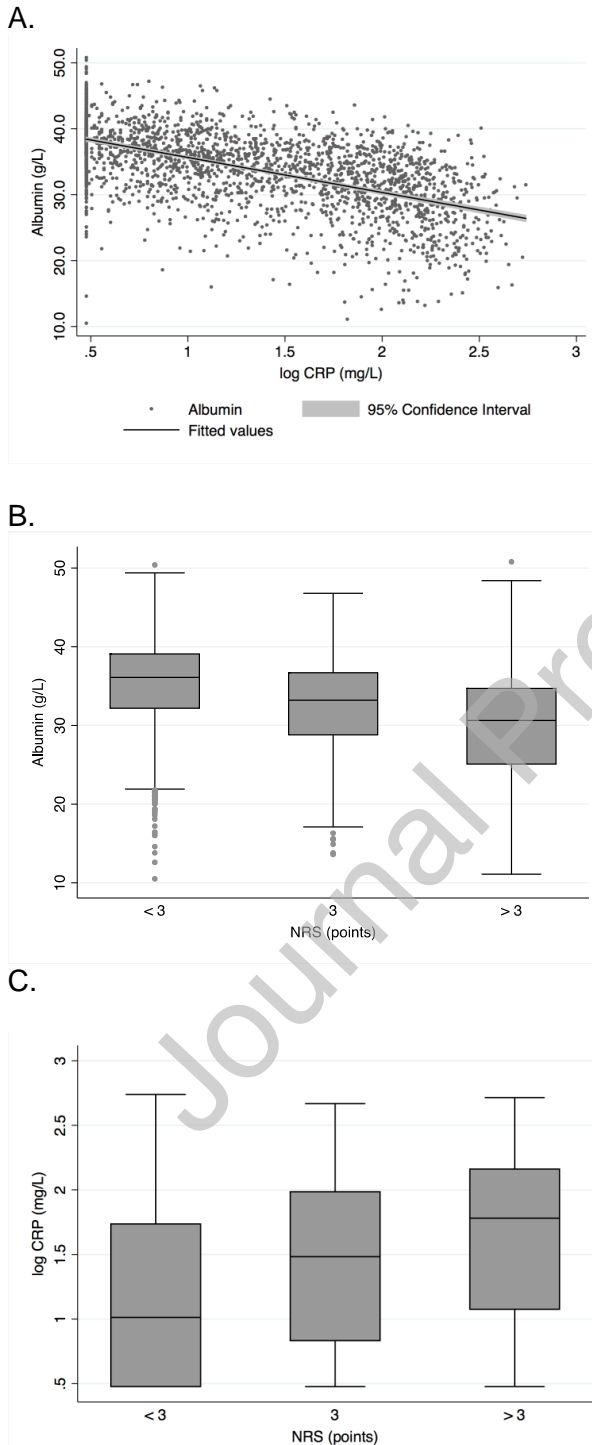 A.
50.0
40.0
30.0
20.0
10.0
Albumin (g/L)
.5 1 1.5 2 2.5 3
log CRP (mg/L)
Albumin 95% Confidence Interval
Fitted values
B.
50
40
30
20
10
Albumin (g/L)
< 3 3 > 3
NRS (points)
Journal Pre
C.
3
2.5
2
1.5
1
.5
log CRP (mg/L)
< 3 3 > 3
NRS (points)